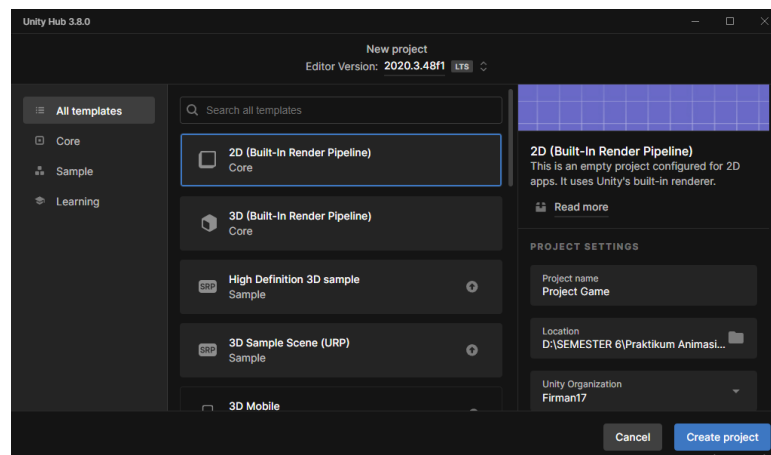 Unity Hub 3.8.0
New project
Editor Version: 2020.3.48f1 LTS
All templates
Core
Sample
Learning
Search all templates
2D (Built-In Render Pipeline)
Core
3D (Built-In Render Pipeline)
Core
SRP
High Definition 3D sample
Sample
SRP
3D Sample Scene (URP)
Sample
3D Mobile
2D (Built-In Render Pipeline)
This is an empty project configured for 2D
apps. It uses Unity's built-in renderer.
Read more
PROJECT SETTINGS
Project name
Project Game
Location
D:\SEMESTER 6\Praktikum Animasi...
Unity Organization
Firman17
Cancel
Create project